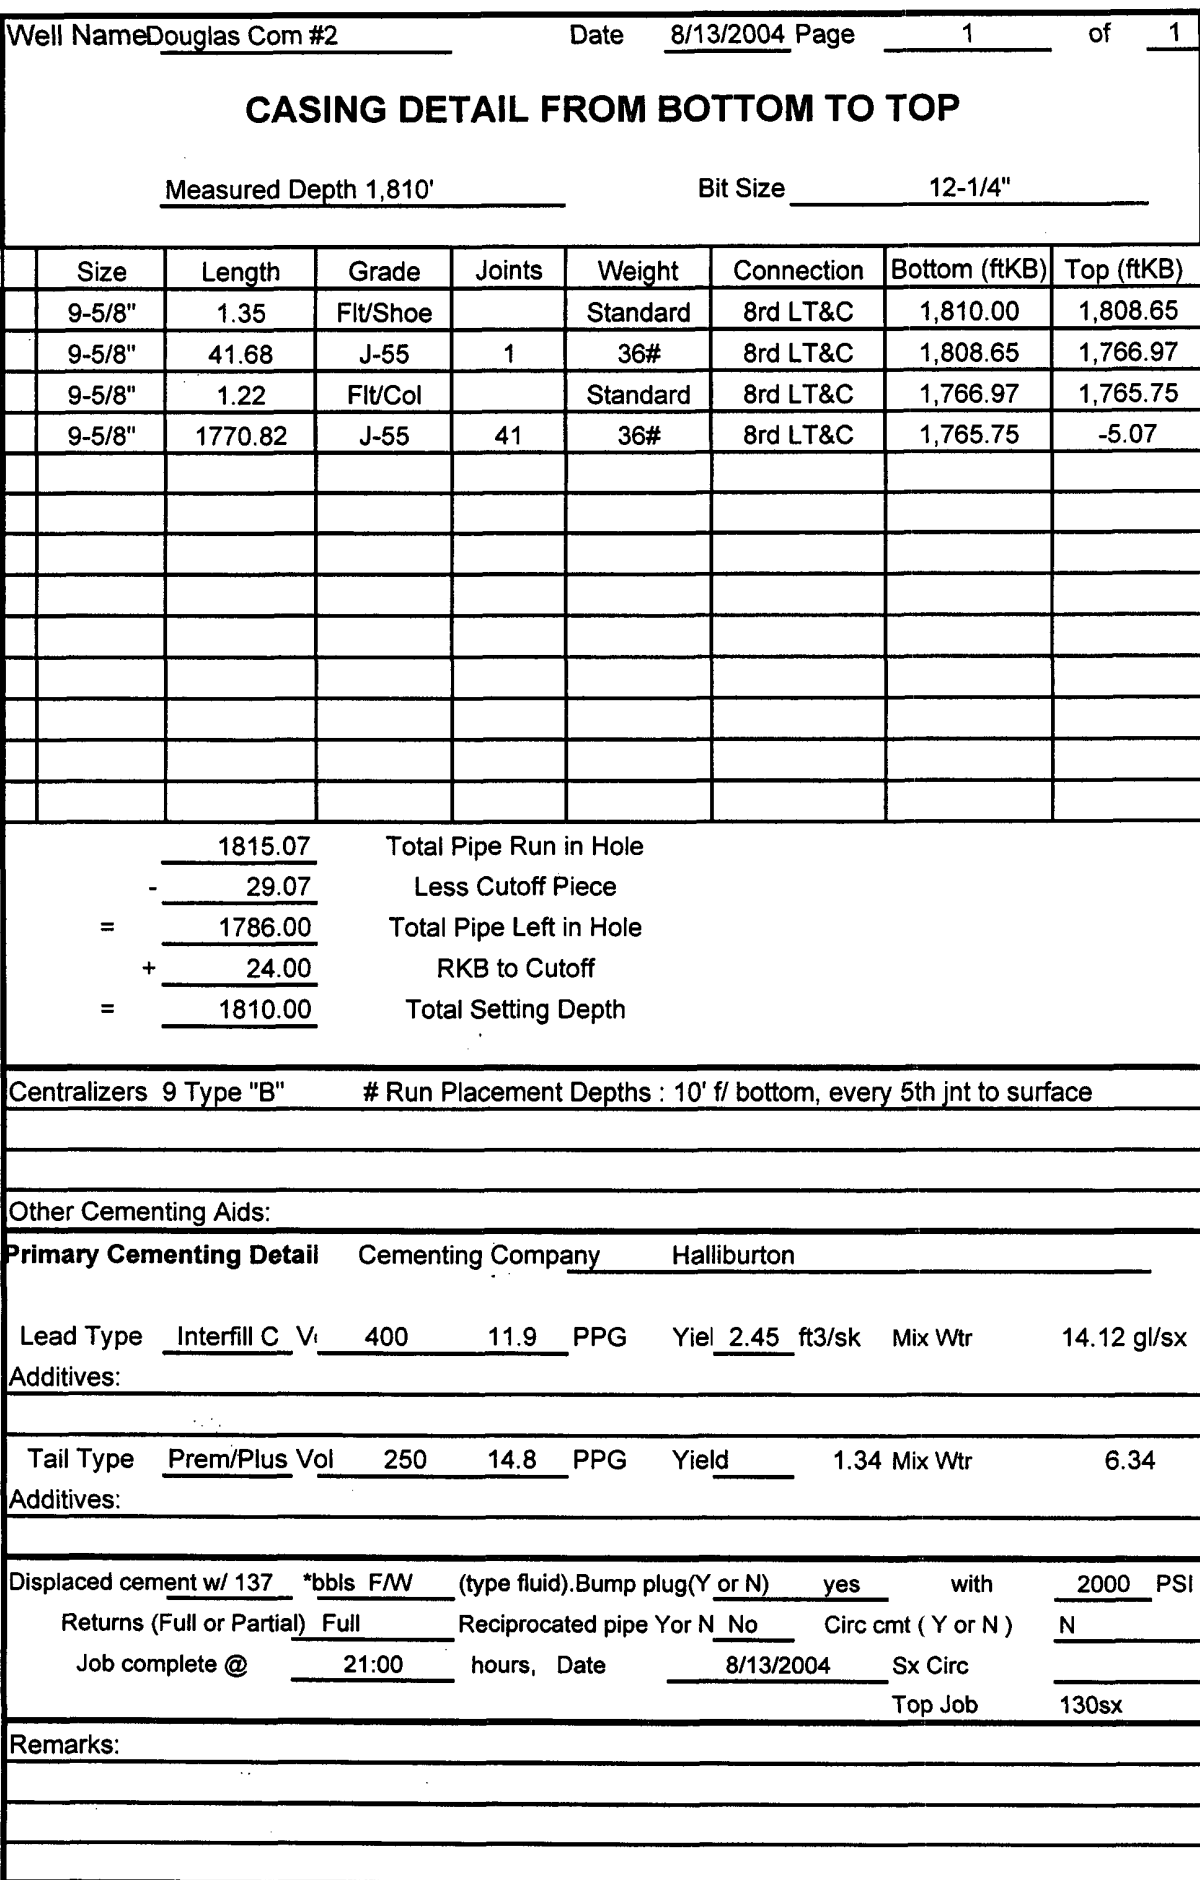 Well Name Douglas Com #2 Date 8/13/2004 Page 1 of 1
CASING DETAIL FROM BOTTOM TO TOP
Measured Depth 1,810' Bit Size 12-1/4"
Size Length Grade Joints Weight Connection Bottom (ftKB) Top (ftKB)
9-5/8" 1.35 Flt/Shoe Standard 8rd LT&C 1,810.00 1,808.65
9-5/8" 41.68 J-55 1 36# 8rd LT&C 1,808.65 1,766.97
9-5/8" 1.22 Flt/Col Standard 8rd LT&C 1,766.97 1,765.75
9-5/8" 1770.82 J-55 41 36# 8rd LT&C 1,765.75 -5.07
1815.07 Total Pipe Run in Hole
- 29.07 Less Cutoff Piece
= 1786.00 Total Pipe Left in Hole
+ 24.00 RKB to Cutoff
= 1810.00 Total Setting Depth
Centralizers 9 Type "B" # Run Placement Depths : 10' f/ bottom, every 5th jnt to surface
Other Cementing Aids:
Primary Cementing Detail Cementing Company Halliburton
Lead Type Interfill C V 400 11.9 PPG Yiel 2.45 ft3/sk Mix Wtr 14.12 gl/sx
Additives:
Tail Type Prem/Plus Vol 250 14.8 PPG Yield 1.34 Mix Wtr 6.34
Additives:
Displaced cement w/ 137 *bbls F/W (type fluid).Bump plug(Y or N) yes with 2000 PSI
Returns (Full or Partial) Full Reciprocated pipe Yor N No Circ cmt ( Y or N ) N
Job complete @ 21:00 hours, Date 8/13/2004 Sx Circ
Top Job 130sx
Remarks: